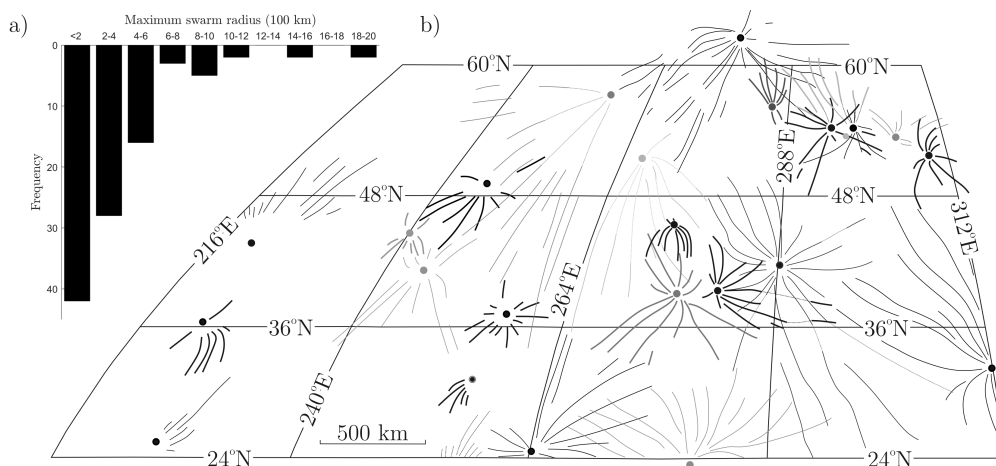 a)
Maximum swarm radius (100 km)
<2 2-4 4-6 6-8 8-10 10-12 12-14 14-16 16-18 18-20
0
10
20
30
40
Frequency
b)
60°N 60°N
48°N 48°N
36°N 36°N
24°N 24°N
216°E
240°E
264°E
288°E
312°E
500 km